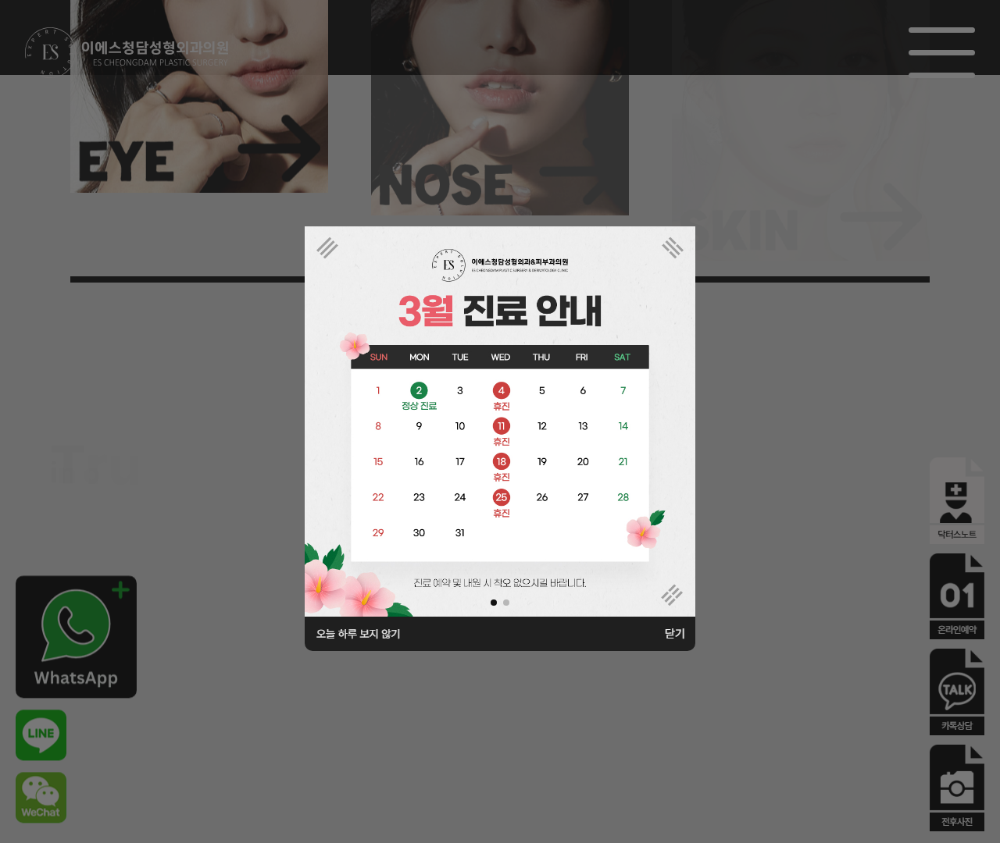 이에스청담성형외과의원
ES CHEONGDAM PLASTIC SURGERY
EXPERT SOLUTION
ES
EYE
NOSE
SKIN
EXPERT SOLUTION
ES
이에스청담성형외과&피부과의원
ES CHEONGDAM PLASTIC SURGERY & DERMATOLOGY CLINIC
3월 진료 안내
SUN MON TUE WED THU FRI SAT
1 2 3 4 5 6 7
정상 진료 휴진
8 9 10 11 12 13 14
휴진
15 16 17 18 19 20 21
휴진
22 23 24 25 26 27 28
휴진
29 30 31
진료 예약 및 내원 시 착오 없으시길 바랍니다.
오늘 하루 보지 않기 닫기
Tru
WhatsApp
LINE
WeChat
닥터스노트
01
온라인예약
TALK
카톡상담
전후사진